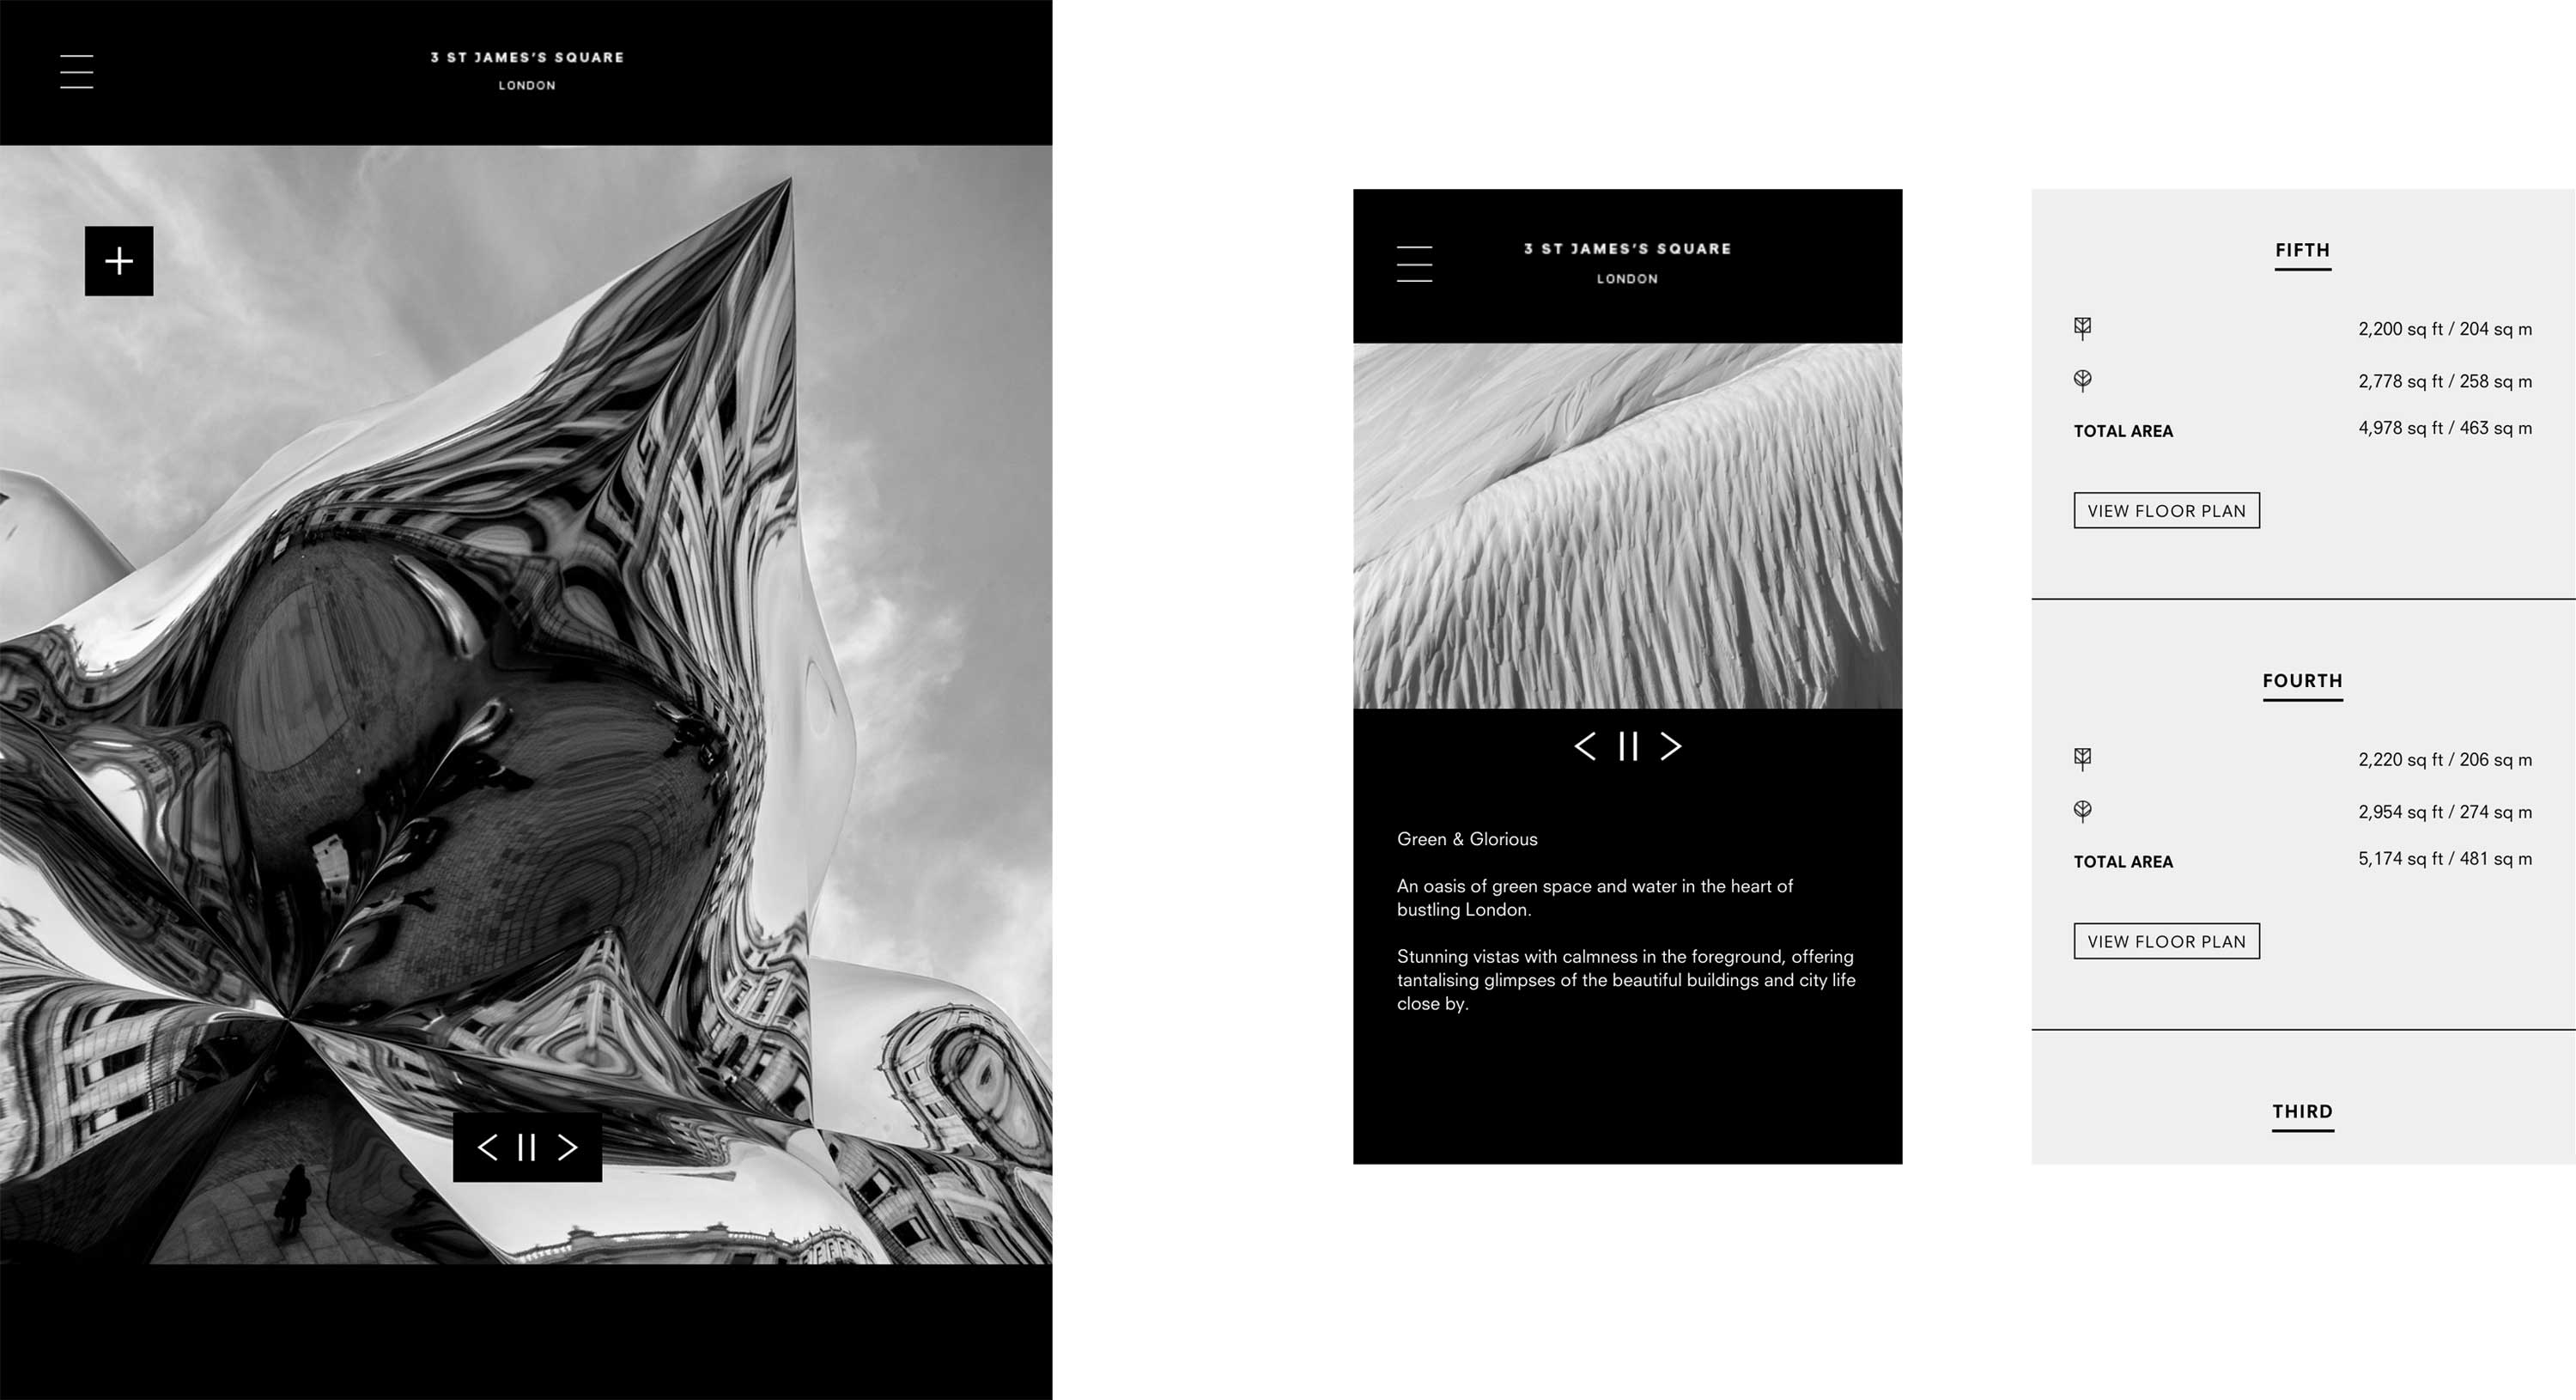 3 ST JAMES'S SQUARE
LONDON
3 ST JAMES'S SQUARE
LONDON
Green & Glorious
An oasis of green space and water in the heart of
bustling London.
Stunning vistas with calmness in the foreground, offering
tantalising glimpses of the beautiful buildings and city life
close by.
FIFTH
2,200 sq ft / 204 sq m
2,778 sq ft / 258 sq m
TOTAL AREA 4,978 sq ft / 463 sq m
VIEW FLOOR PLAN
FOURTH
2,220 sq ft / 206 sq m
2,954 sq ft / 274 sq m
TOTAL AREA 5,174 sq ft / 481 sq m
VIEW FLOOR PLAN
THIRD